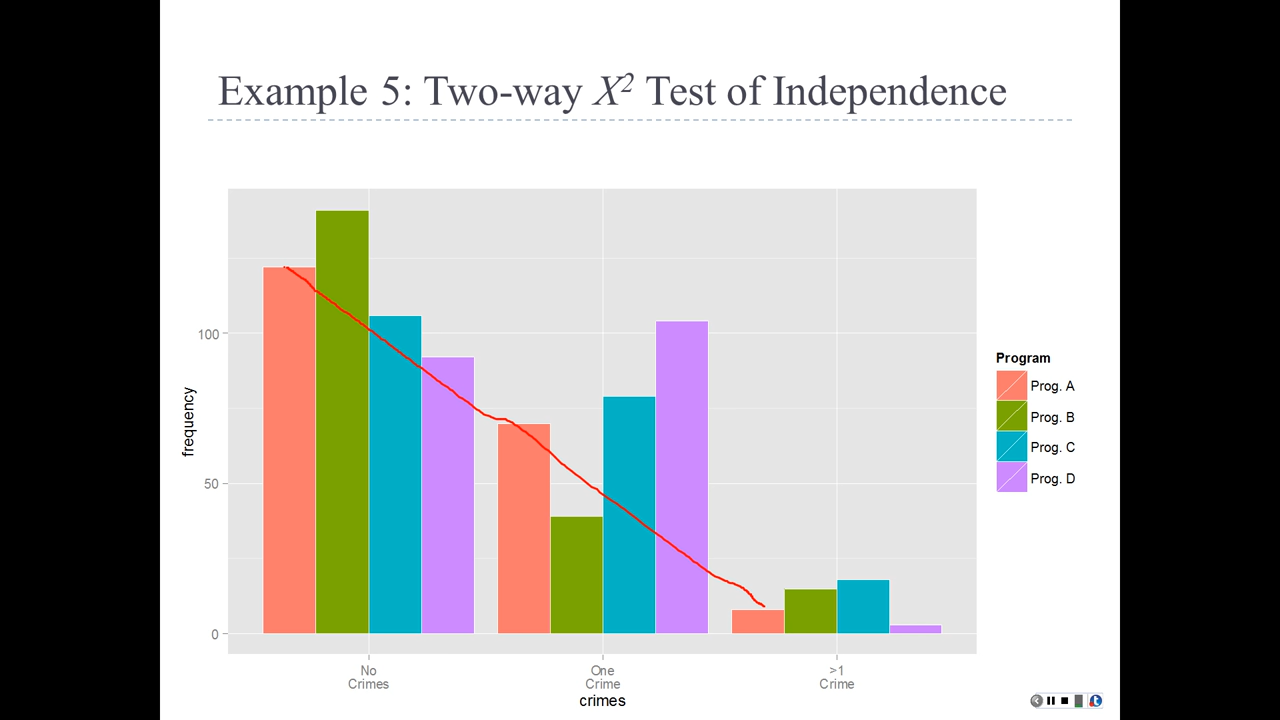 Example 5: Two-way X² Test of Independence
frequency
100
50
0
No Crimes
One Crime
>1 Crime
crimes
Program
Prog. A
Prog. B
Prog. C
Prog. D